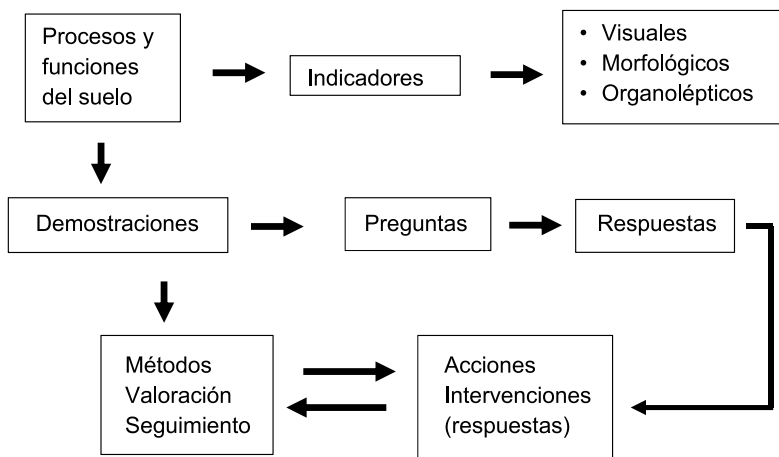 Procesos y
funciones
del suelo
Indicadores
• Visuales
• Morfológicos
• Organolépticos
Demostraciones
Preguntas
Respuestas
Métodos
Valoración
Seguimiento
Acciones
Intervenciones
(respuestas)